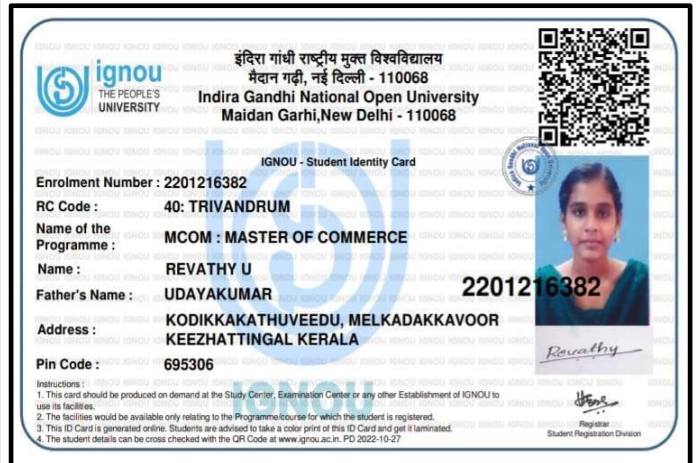 ignou
THE PEOPLE'S
UNIVERSITY
इंदिरा गांधी राष्ट्रीय मुक्त विश्वविद्यालय
मैदान गढ़ी, नई दिल्ली - 110068
Indira Gandhi National Open University
Maidan Garhi,New Delhi - 110068
IGNOU - Student Identity Card
Enrolment Number : 2201216382
RC Code : 40: TRIVANDRUM
Name of the
Programme : MCOM : MASTER OF COMMERCE
Name : REVATHY U
Father's Name : UDAYAKUMAR
2201216382
Address : KODIKKAKATHUVEEDU, MELKADAKKAVOOR
KEEZHATTINGAL KERALA
Revathy
Pin Code : 695306
Instructions :
1. This card should be produced on demand at the Study Center, Examination Center or any other Establishment of IGNOU to
use its facilities.
2. The facilities would be available only relating to the Programme/course for which the student is registered.
3. This ID Card is generated online. Students are advised to take a color print of this ID Card and get it laminated.
4. The student details can be cross checked with the QR Code at www.ignou.ac.in. PD 2022-10-27
IGNOU
Registrar
Student Registration Division